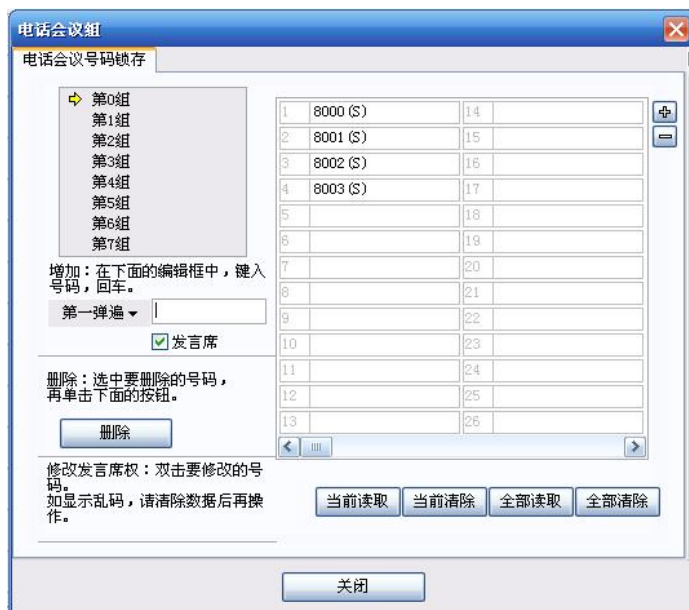 电话会议组
电话会议号码锁存
第0组
第1组
第2组
第3组
第4组
第5组
第6组
第7组
增加：在下面的编辑框中，键入
号码，回车。
第一弹遍
发言席
删除：选中要删除的号码，
再单击下面的按钮。
删除
修改发言席权：双击要修改的号
码。
如显示乱码，请清除数据后再操
作。
1 8000(S) 14
2 8001(S) 15
3 8002(S) 16
4 8003(S) 17
5 18
6 19
7 20
8 21
9 22
10 23
11 24
12 25
13 26
当前读取 当前清除 全部读取 全部清除
关闭